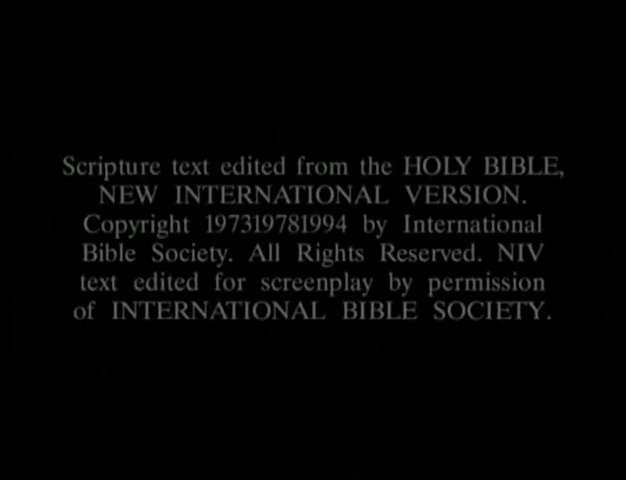 Scripture text edited from the HOLY BIBLE,
NEW INTERNATIONAL VERSION.
Copyright 197319781994 by International
Bible Society. All Rights Reserved. NIV
text edited for screenplay by permission
of INTERNATIONAL BIBLE SOCIETY.